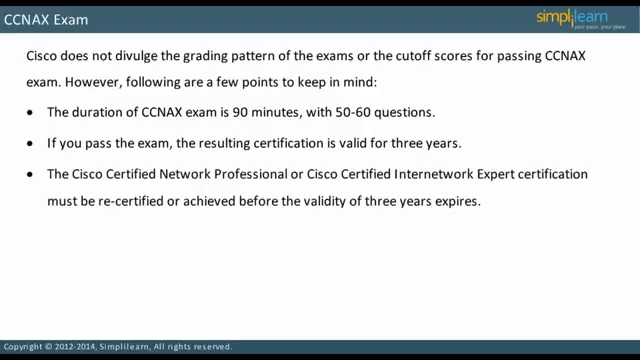 CCNAX Exam
simplilearn
your pass. your place
Cisco does not divulge the grading pattern of the exams or the cutoff scores for passing CCNAX
exam. However, following are a few points to keep in mind:
• The duration of CCNAX exam is 90 minutes, with 50-60 questions.
• If you pass the exam, the resulting certification is valid for three years.
• The Cisco Certified Network Professional or Cisco Certified Internetwork Expert certification
must be re-certified or achieved before the validity of three years expires.
Copyright © 2012-2014, Simplilearn, All rights reserved.